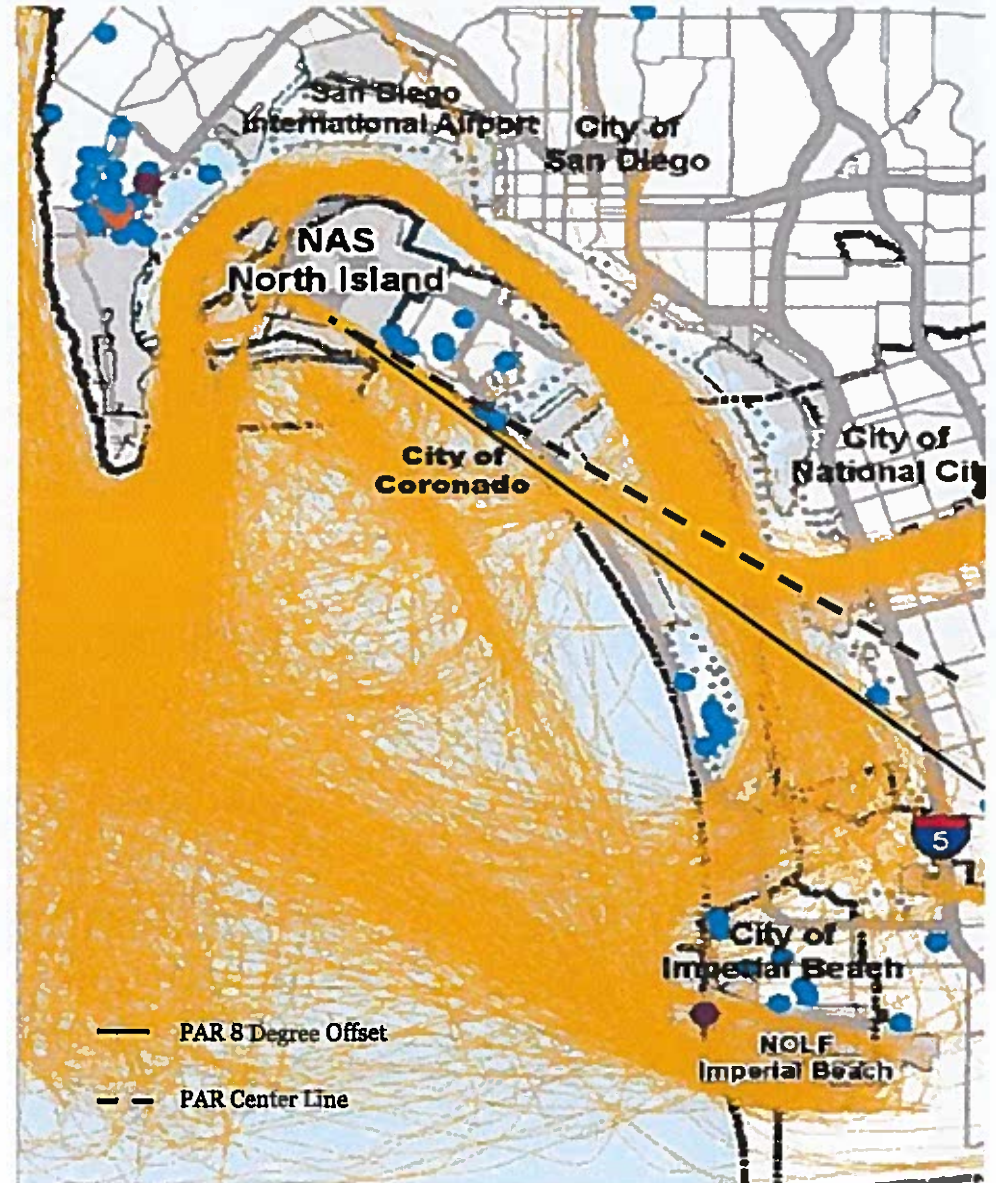 San Diego
International Airport
City of
San Diego
NAS
North Island
City of
Coronado
City of
National Cit
5
City of
Imperial Beach
NOLF
Imperial Beach
PAR 8 Degree Offset
PAR Center Line